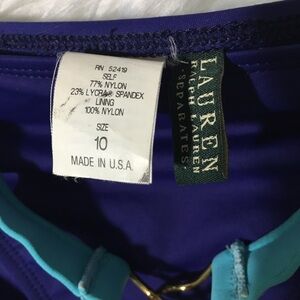 RN 52419
SELF
77% NYLON
23% LYCRA® SPANDEX
LINING
100% NYLON
SIZE
10
MADE IN U.S.A.
LAUREN
RALPH LAUREN
/SEPARATES/